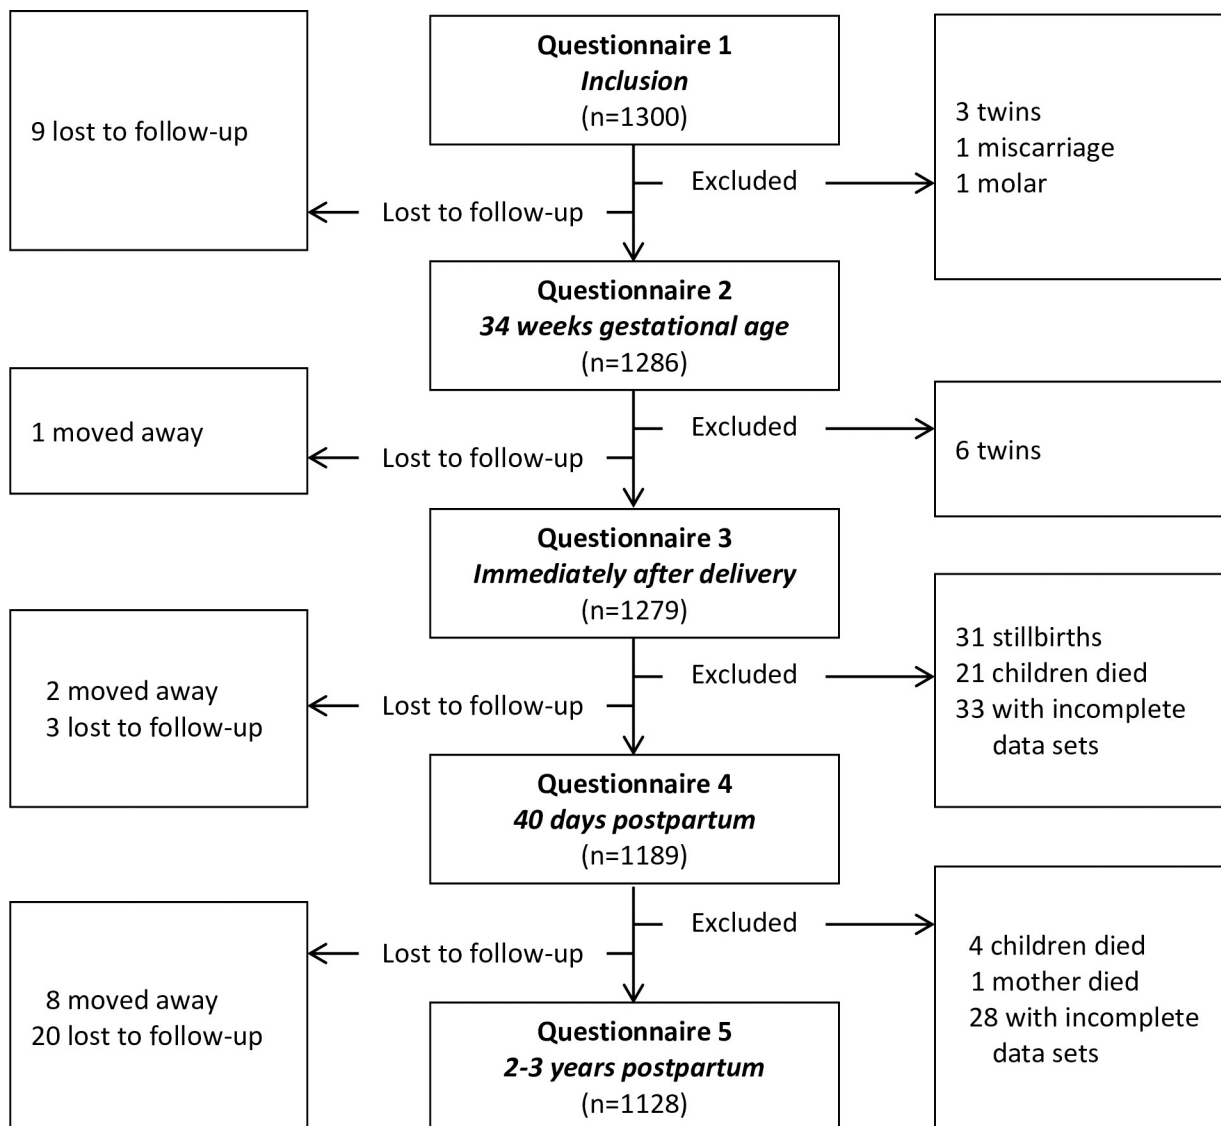 Questionnaire 1
Inclusion
(n=1300)
9 lost to follow-up
3 twins
1 miscarriage
1 molar
Excluded
Lost to follow-up
Questionnaire 2
34 weeks gestational age
(n=1286)
1 moved away
Excluded
6 twins
Lost to follow-up
Questionnaire 3
Immediately after delivery
(n=1279)
2 moved away
3 lost to follow-up
Excluded
31 stillbirths
21 children died
33 with incomplete
data sets
Lost to follow-up
Questionnaire 4
40 days postpartum
(n=1189)
8 moved away
20 lost to follow-up
Excluded
4 children died
1 mother died
28 with incomplete
data sets
Lost to follow-up
Questionnaire 5
2-3 years postpartum
(n=1128)